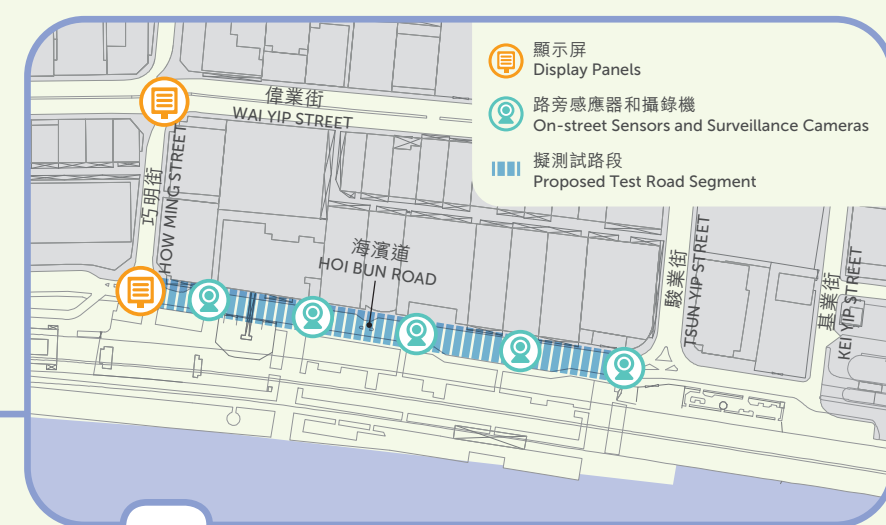 顯示屏
Display Panels
路旁感應器和攝錄機
On-street Sensors and Surveillance Cameras
擬測試路段
Proposed Test Road Segment
偉業街
WAI YIP STREET
巧明街
HOW MING STREET
海濱道
HOI BUN ROAD
駿業街
TSUN YIP STREET
基業街
KEI YIP STREET